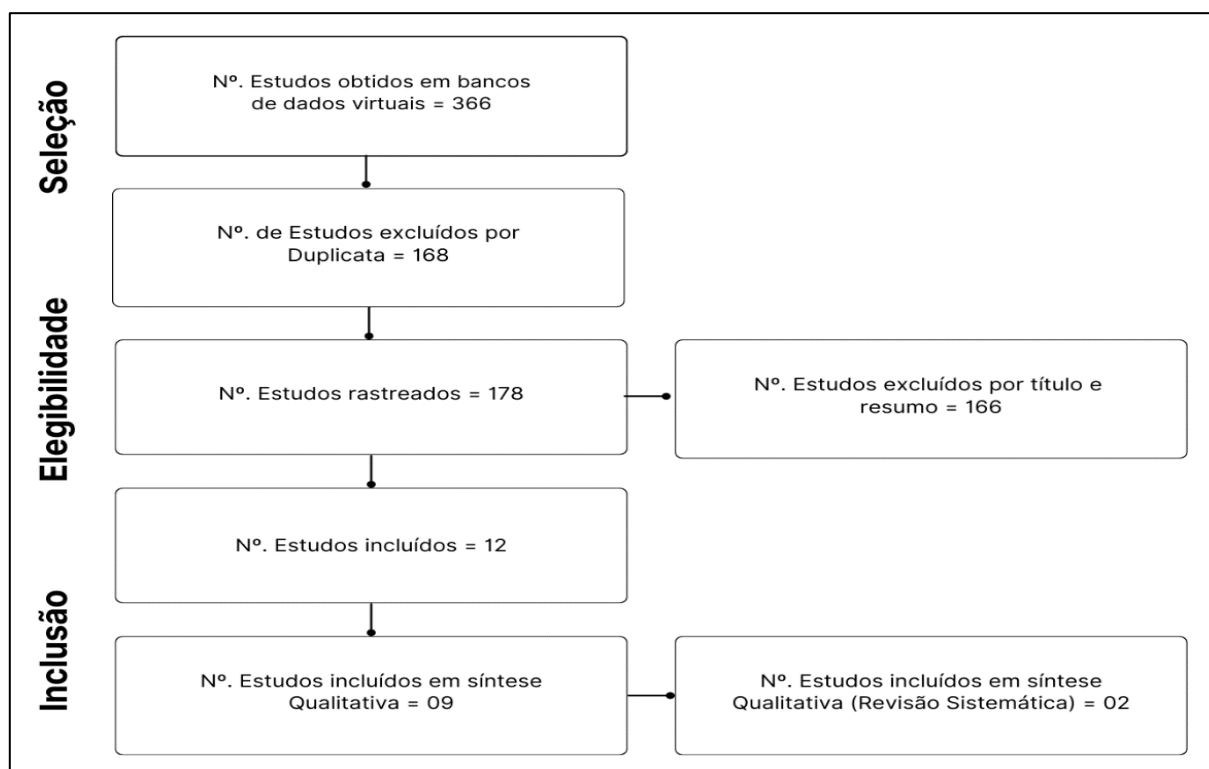 Seleção
Nº. Estudos obtidos em bancos
de dados virtuais = 366
Nº. de Estudos excluídos por
Duplicata = 168
Elegibilidade
Nº. Estudos rastreados = 178
Nº. Estudos excluídos por título e
resumo = 166
Nº. Estudos incluídos = 12
Inclusão
Nº. Estudos incluídos em síntese
Qualitativa = 09
Nº. Estudos incluídos em síntese
Qualitativa (Revisão Sistemática) = 02